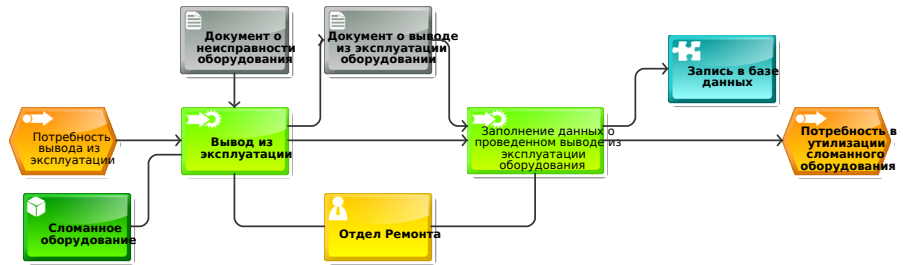 Документ о
неисправности
оборудования
Документ о выводе
из эксплуатации
оборудовании
Запись в базе
данных
Потребность
вывода из
эксплуатации
Вывод из
эксплуатации
Заполнение данных о
проведенном выводе из
эксплуатации
оборудования
Потребность в
утилизации
сломанного
оборудования
Сломанное
оборудование
Отдел Ремонта